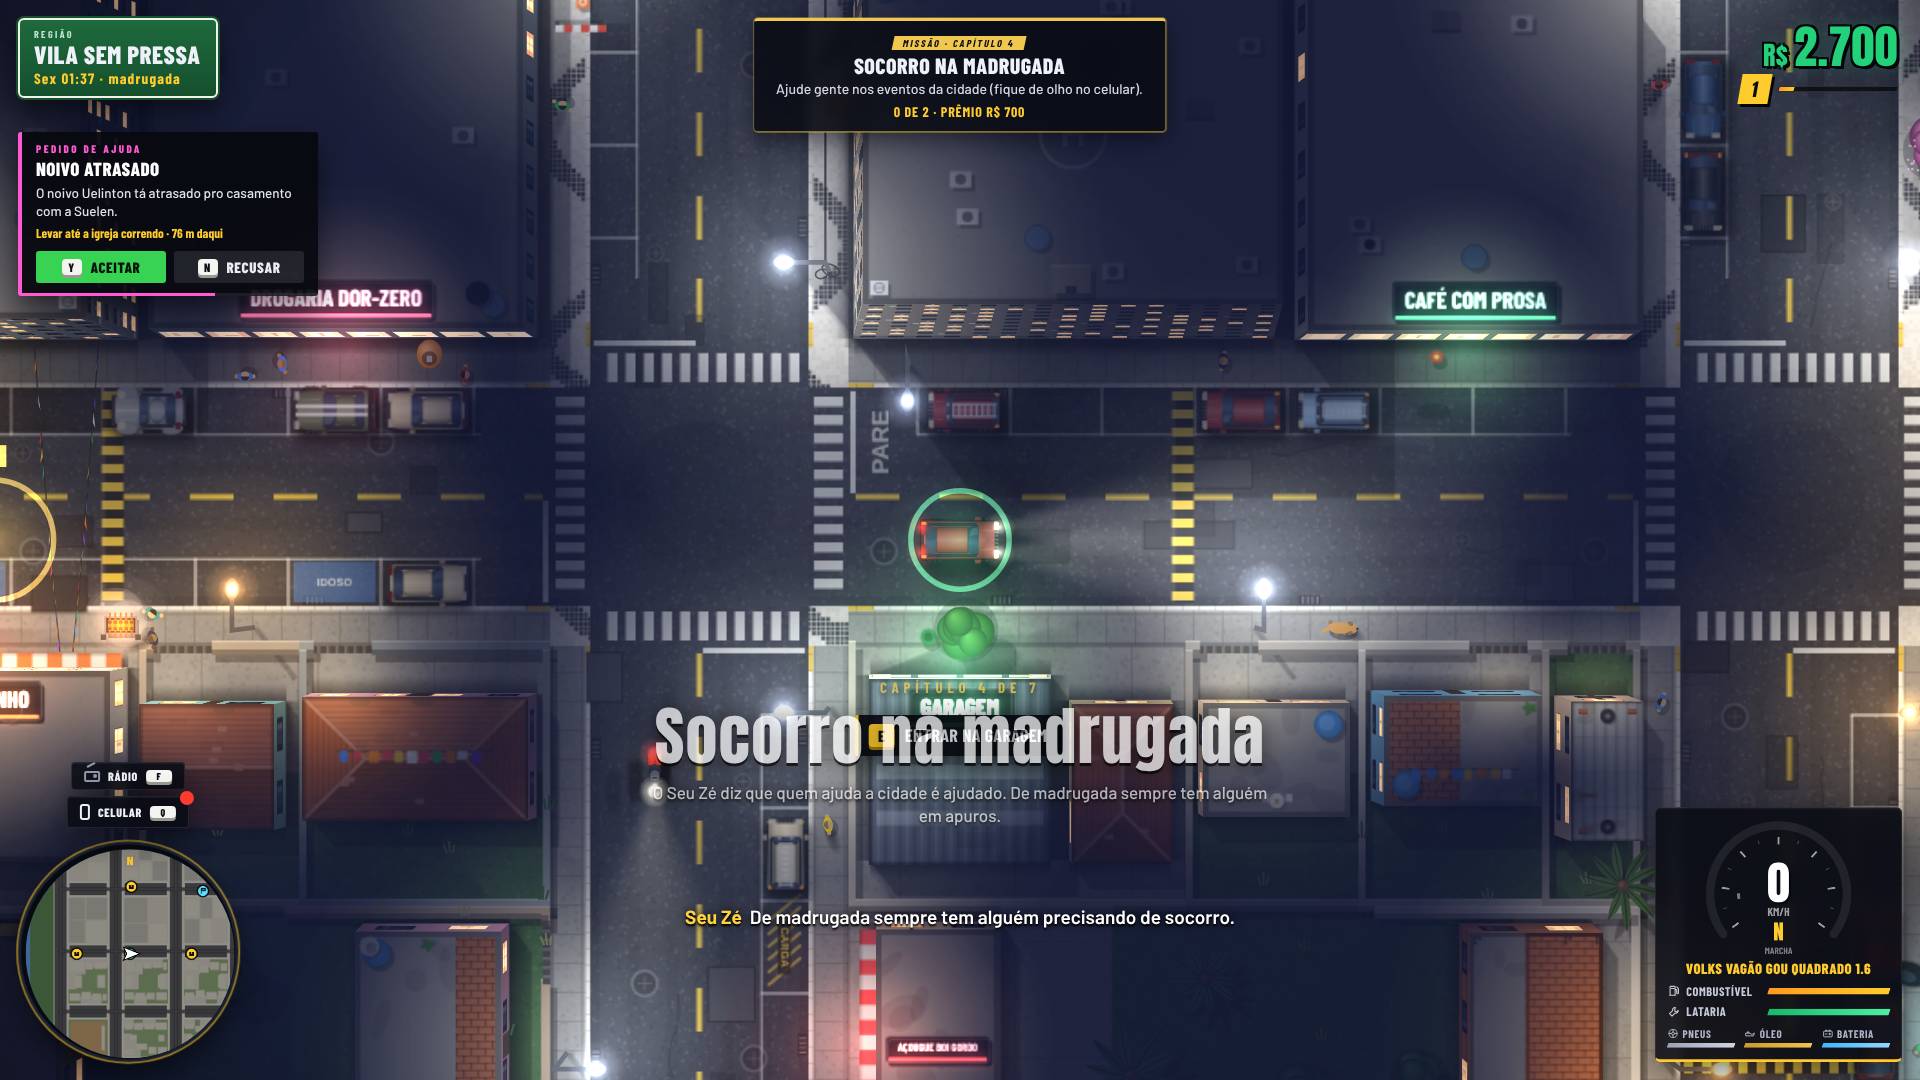 REGIÃO
VILA SEM PRESSA
Sex 01:37 · madrugada
MISSÃO · CAPÍTULO 4
SOCORRO NA MADRUGADA
Ajude gente nos eventos da cidade (fique de olho no celular).
0 DE 2 · PRÊMIO R$ 700
R$ 2.700
1
PEDIDO DE AJUDA
NOIVO ATRASADO
O noivo Uelinton tá atrasado pro casamento
com a Suelen.
Levar até a igreja correndo · 76 m daqui
Y ACEITAR
N RECUSAR
DROGARIA DOR-ZERO
CAFÉ COM PROSA
PARE
IDOSO
NHO
CAPÍTULO 4 DE 7
GARAGEM
Socorro na madrugada
E ENTRAR NA GARAGEM
O Seu Zé diz que quem ajuda a cidade é ajudado. De madrugada sempre tem alguém
em apuros.
RÁDIO F
CELULAR Q
N
Seu Zé De madrugada sempre tem alguém precisando de socorro.
CARGA
AÇOUGUE BOI GORDO
0
KM/H
N
MARCHA
VOLKS VAGÃO GOU QUADRADO 1.6
COMBUSTÍVEL
LATARIA
PNEUS
ÓLEO
BATERIA